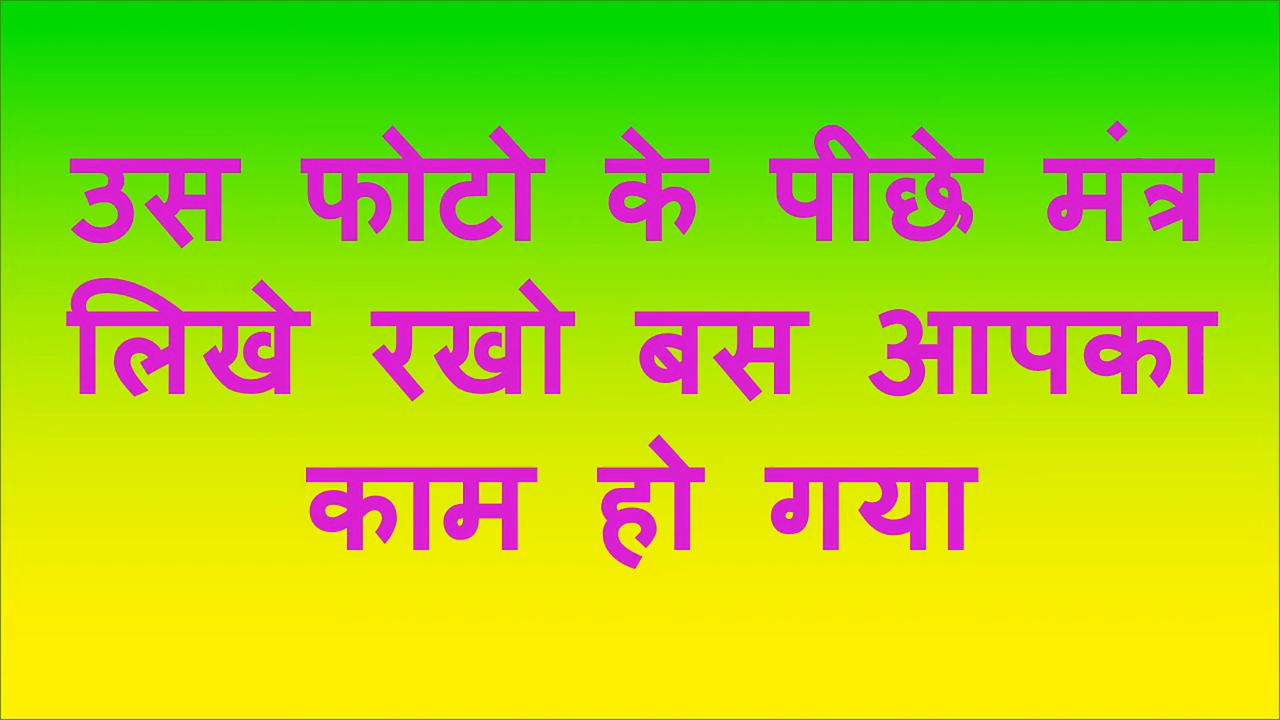 उस फोटो के पीछे मंत्र
लिखे रखो बस आपका
काम हो गया